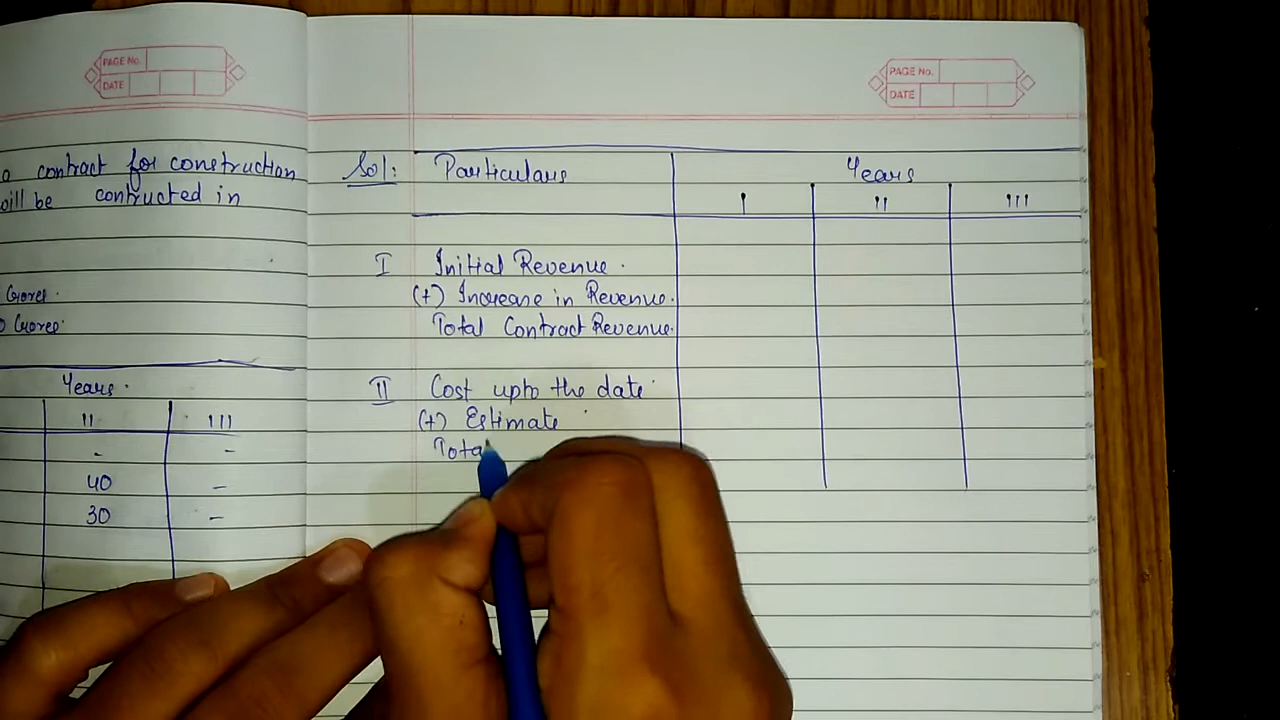 PAGE No.
DATE
a contract for construction
will be contructed in
Crores.
0 Crores.
Years.
II III
- -
40 -
30 -
PAGE No.
DATE
Sol: Particulars Years
I II III
I Initial Revenue.
(+) Increase in Revenue.
Total Contract Revenue.
II Cost upto the date
(+) Estimate
Tota